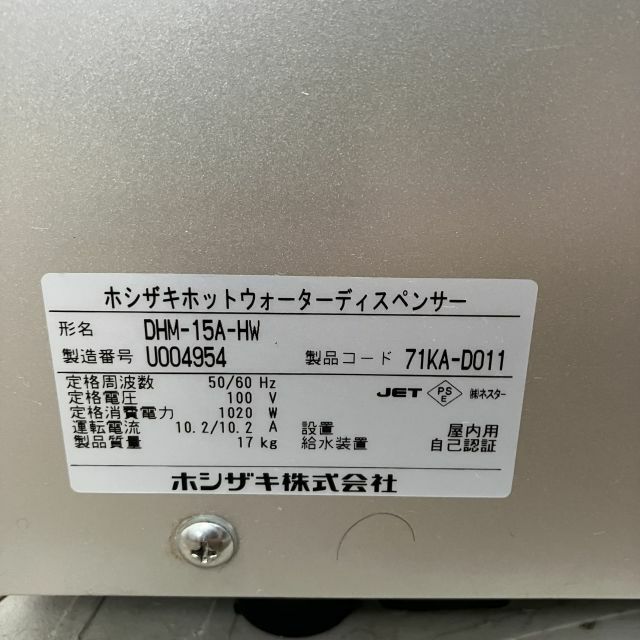 ホシザキホットウォーターディスペンサー
形名 DHM-15A-HW
製造番号 U004954 製品コード 71KA-D011
定格周波数 50/60 Hz
定格電圧 100 V
定格消費電力 1020 W
運転電流 10.2/10.2 A
製品質量 17 kg
JET PSE ㈱ネスター
設置 屋内用
給水装置 自己認証
ホシザキ株式会社